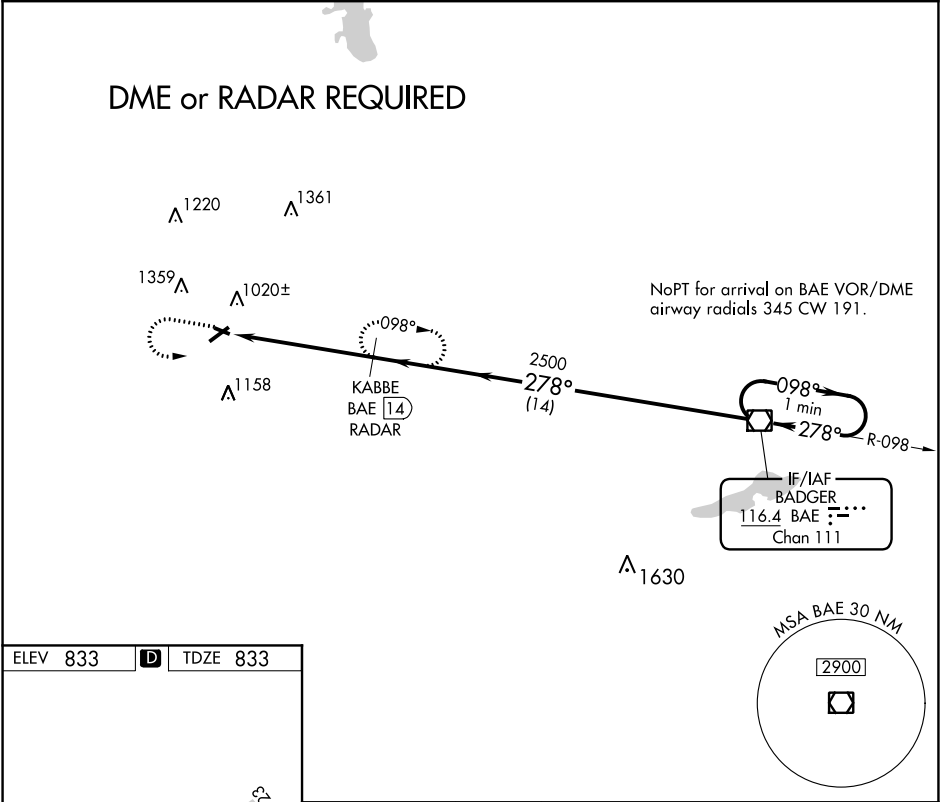 DME or RADAR REQUIRED
1220
1361
1359
1020±
NoPT for arrival on BAE VOR/DME
airway radials 345 CW 191.
098°
2500
278°
(14)
1158
KABBE
BAE 14
RADAR
098°
1 min
278°
R-098
IF/IAF
BADGER
116.4 BAE
Chan 111
1630
MSA BAE 30 NM
2900
ELEV 833 D TDZE 833